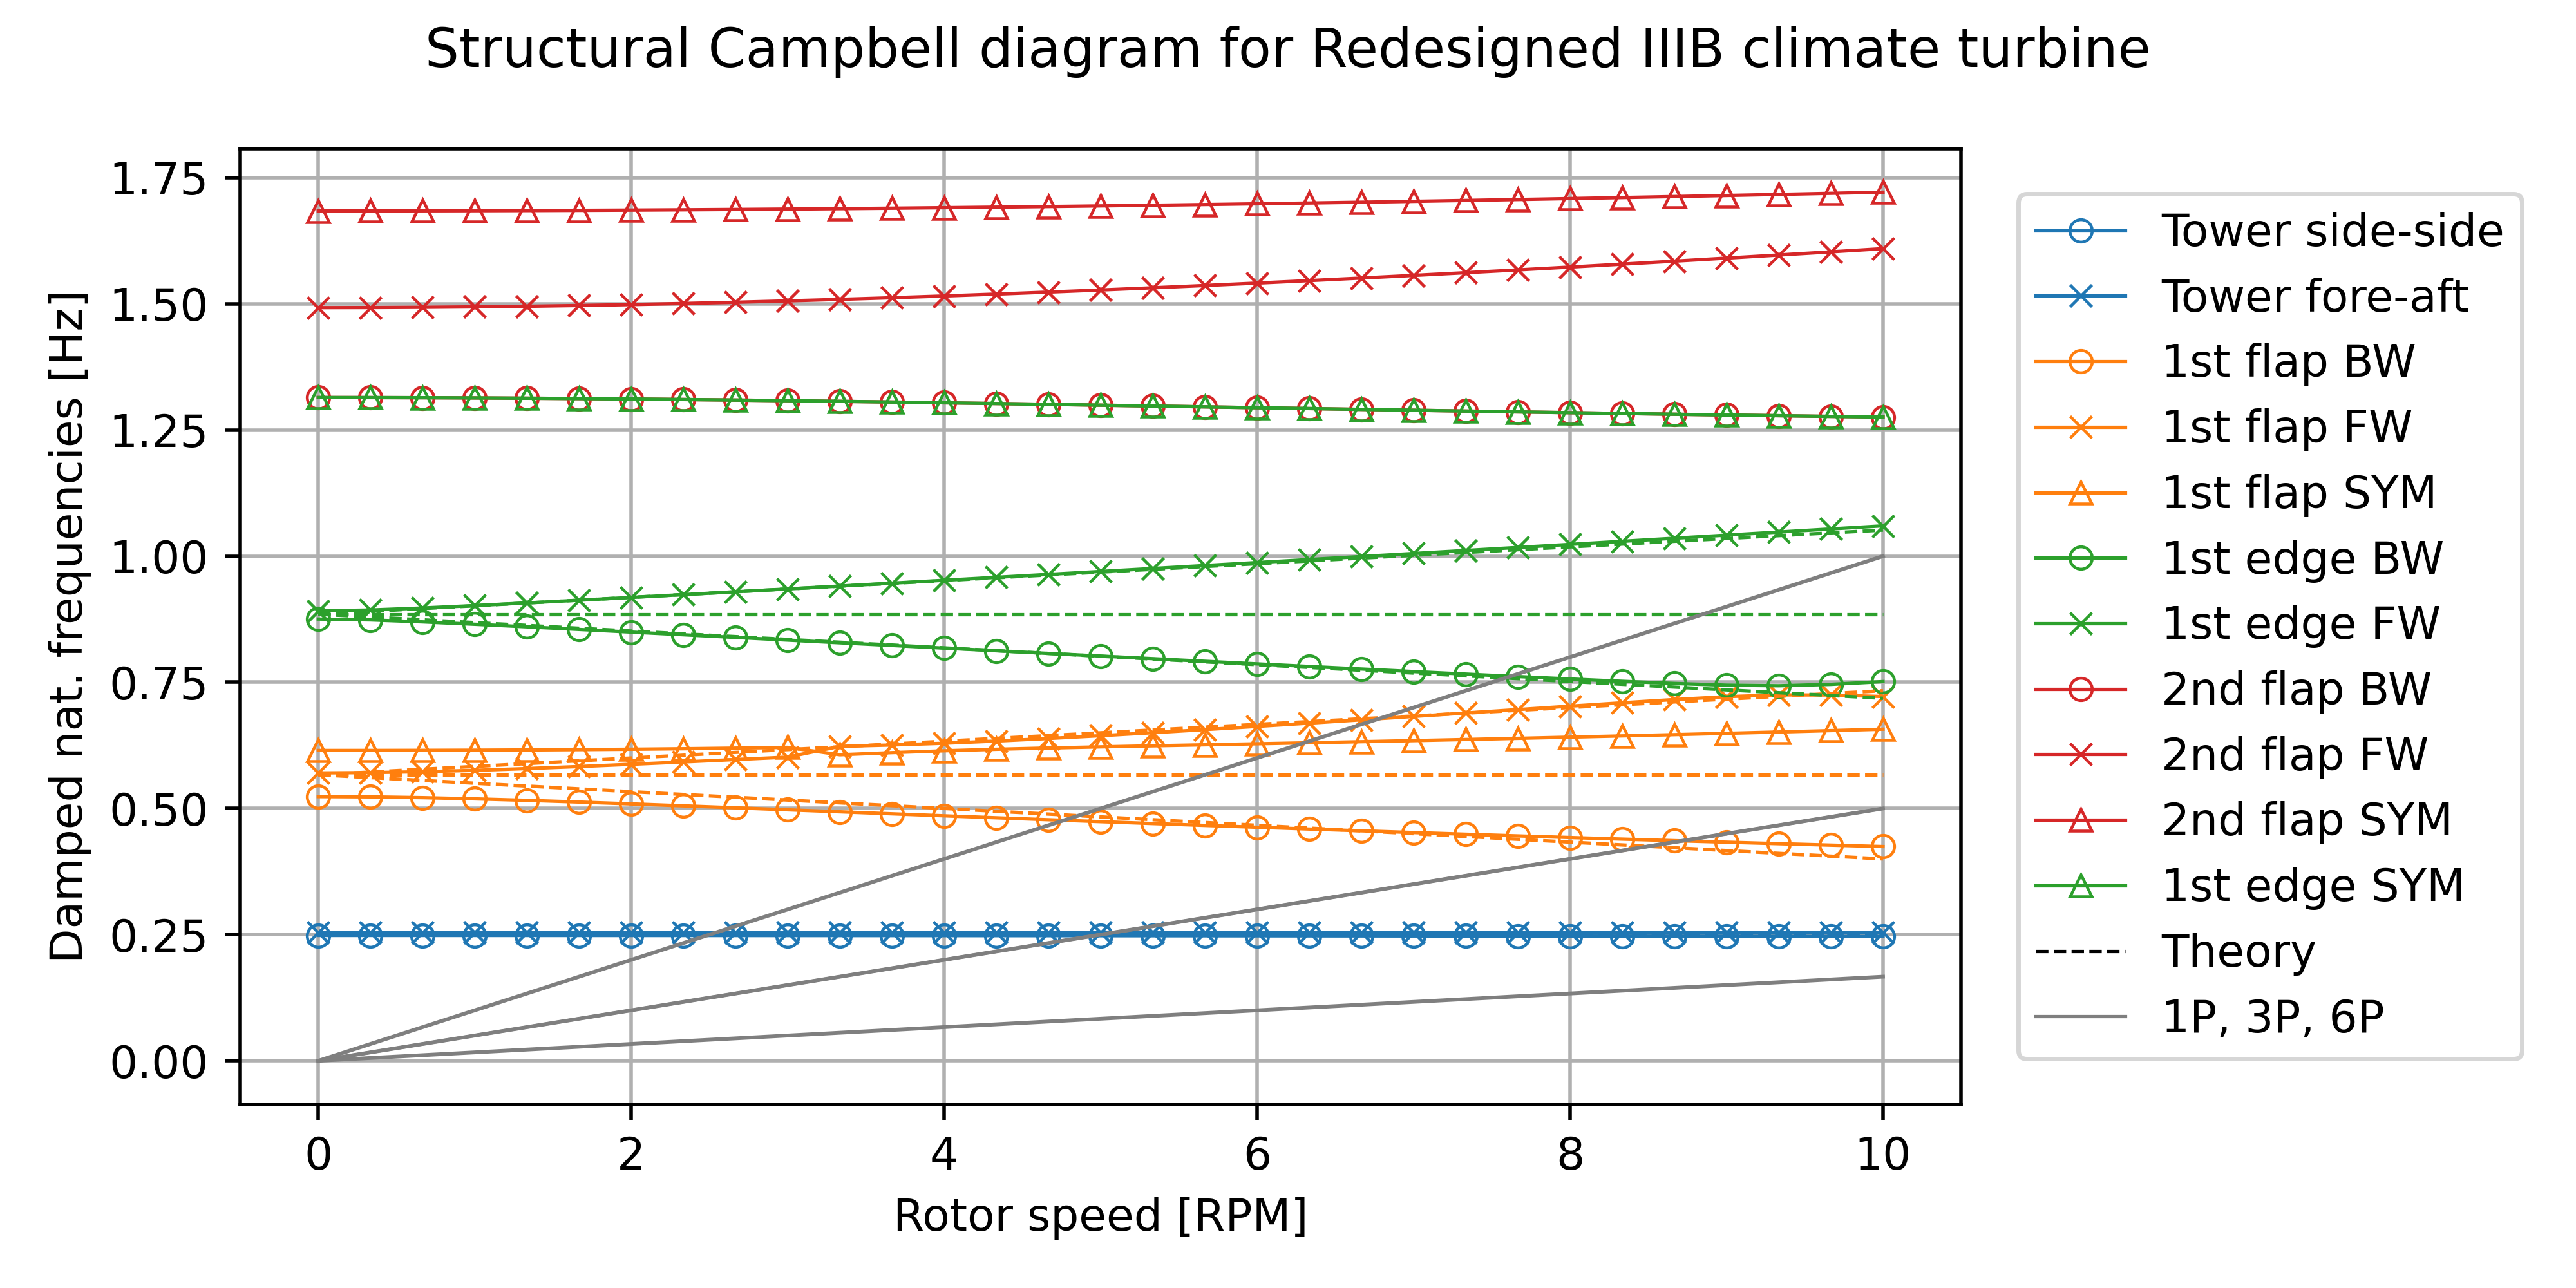 Structural Campbell diagram for Redesigned IIIB climate turbine
Damped nat. frequencies [Hz]
1.75
1.50
1.25
1.00
0.75
0.50
0.25
0.00
0 2 4 6 8 10
Rotor speed [RPM]
Tower side-side
Tower fore-aft
1st flap BW
1st flap FW
1st flap SYM
1st edge BW
1st edge FW
2nd flap BW
2nd flap FW
2nd flap SYM
1st edge SYM
Theory
1P, 3P, 6P